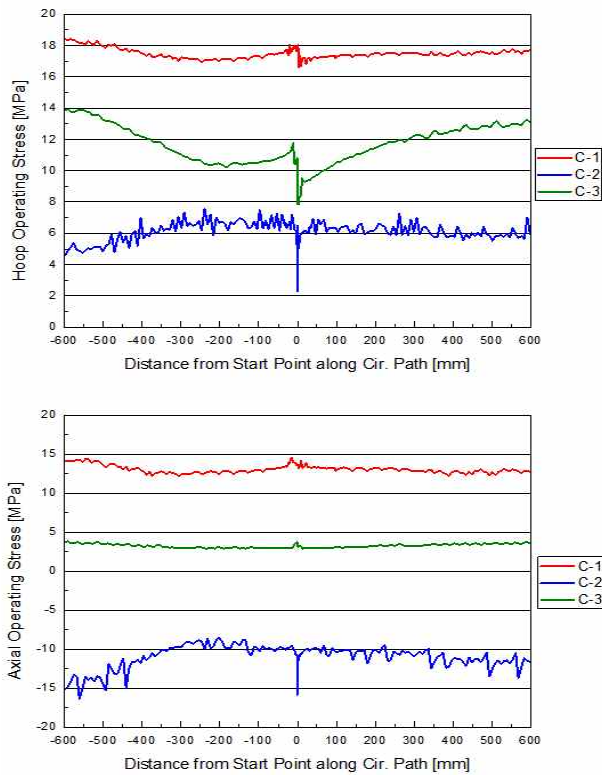 Hoop Operating Stress [MPa]
20
18
16
14
12
10
8
6
4
2
0
-600 -500 -400 -300 -200 -100 0 100 200 300 400 500 600
Distance from Start Point along Cir. Path [mm]
C-1
C-2
C-3
Axial Operating Stress [MPa]
20
15
10
5
0
-5
-10
-15
-20
-600 -500 -400 -300 -200 -100 0 100 200 300 400 500 600
Distance from Start Point along Cir. Path [mm]
C-1
C-2
C-3